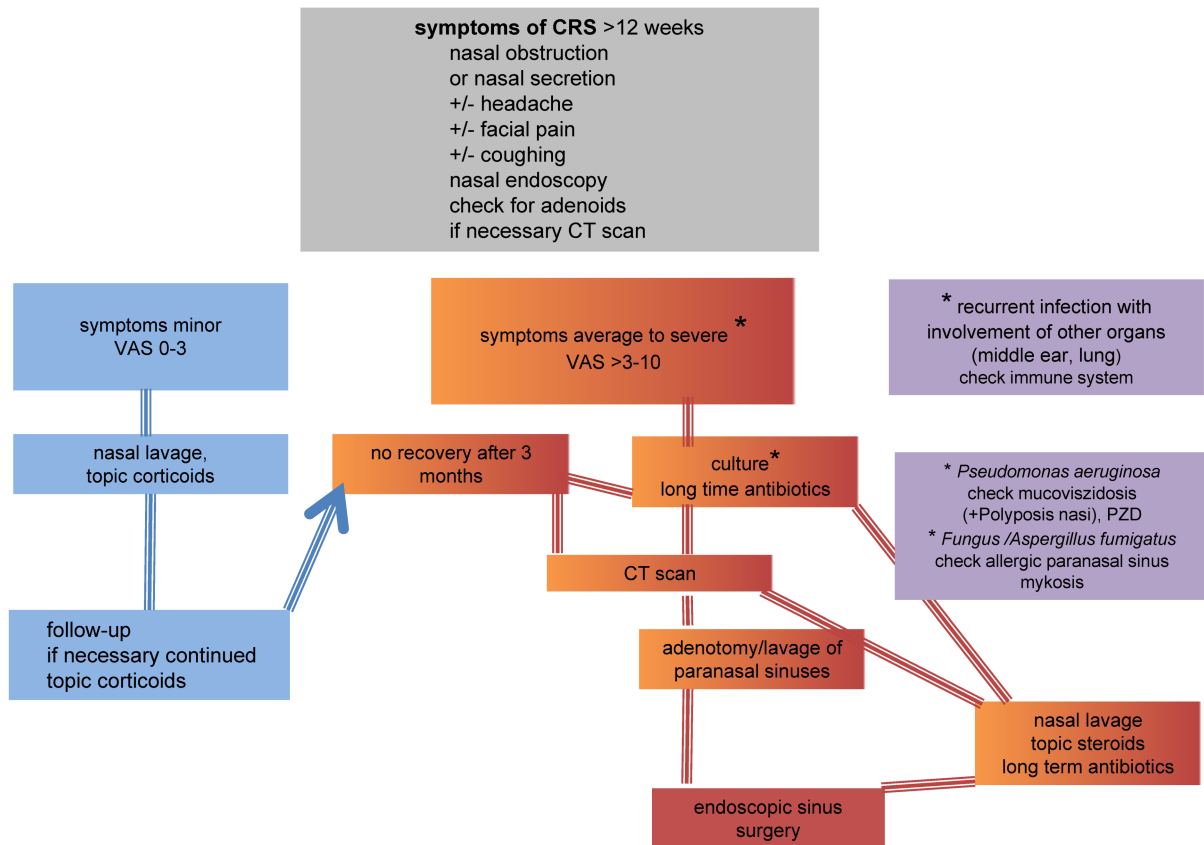 symptoms of CRS >12 weeks
nasal obstruction
or nasal secretion
+/- headache
+/- facial pain
+/- coughing
nasal endoscopy
check for adenoids
if necessary CT scan
symptoms minor
VAS 0-3
symptoms average to severe *
VAS >3-10
* recurrent infection with
involvement of other organs
(middle ear, lung)
check immune system
nasal lavage,
topic corticoids
no recovery after 3
months
culture*
long time antibiotics
* Pseudomonas aeruginosa
check mucoviszidosis
(+Polyposis nasi), PZD
* Fungus /Aspergillus fumigatus
check allergic paranasal sinus
mykosis
CT scan
follow-up
if necessary continued
topic corticoids
adenotomy/lavage of
paranasal sinuses
nasal lavage
topic steroids
long term antibiotics
endoscopic sinus
surgery